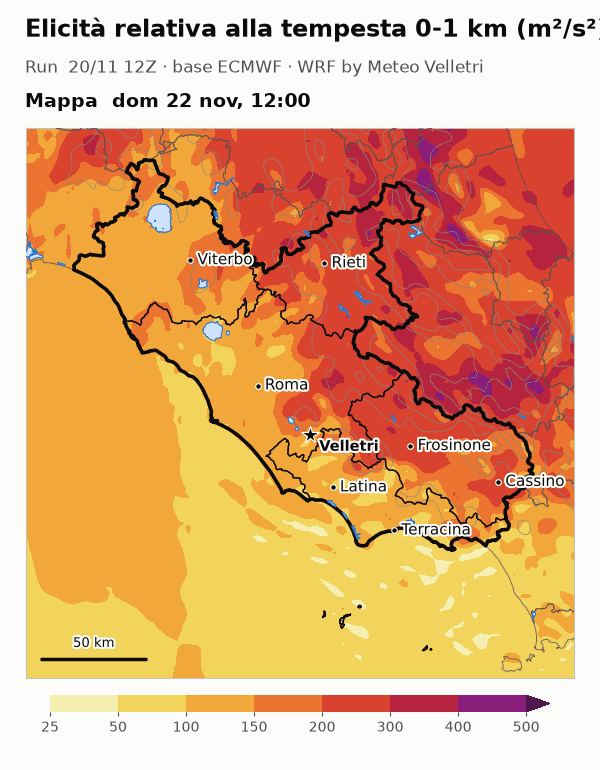 Elicità relativa alla tempesta 0-1 km (m²/s²)
Run  20/11 12Z · base ECMWF · WRF by Meteo Velletri
Mappa  dom 22 nov, 12:00
Viterbo
Rieti
Roma
Velletri
Frosinone
Cassino
Latina
Terracina
50 km
25 50 100 150 200 300 400 500